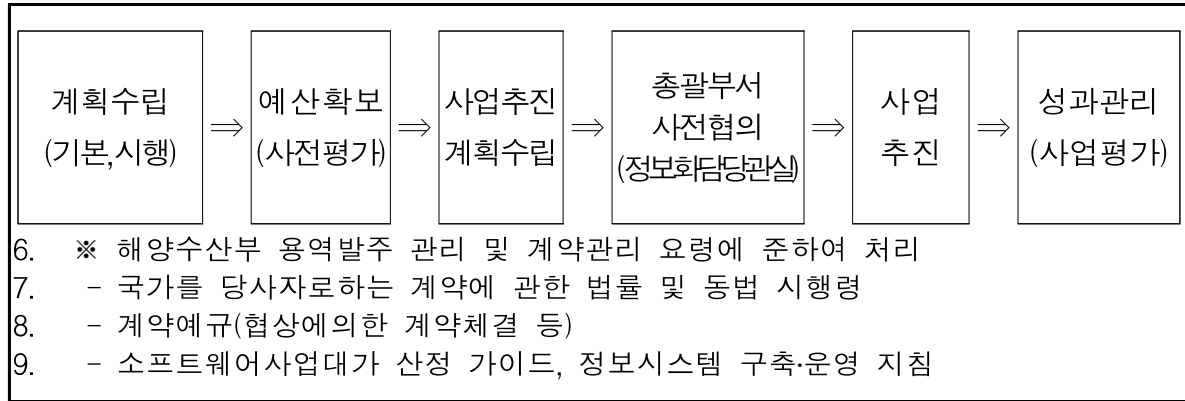 계획수립
(기본,시행)
⇒
예산확보
(사전평가)
⇒
사업추진
계획수립
⇒
총괄부서
사전협의
(정보화담당관실)
⇒
사업
추진
⇒
성과관리
(사업평가)
6. ※ 해양수산부 용역발주 관리 및 계약관리 요령에 준하여 처리
7. - 국가를 당사자로하는 계약에 관한 법률 및 동법 시행령
8. - 계약예규(협상에의한 계약체결 등)
9. - 소프트웨어사업대가 산정 가이드, 정보시스템 구축·운영 지침